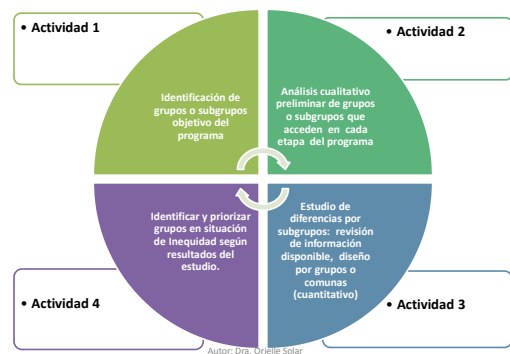 • Actividad 1
• Actividad 2
Identificación de
grupos o subgrupos
objetivo del
programa
Análisis cualitativo
preliminar de grupos
o subgrupos que
acceden en cada
etapa del programa
Identificar y priorizar
grupos en situación
de Inequidad según
resultados del
estudio.
Estudio de
diferencias por
subgrupos: revisión
de información
disponible, diseño
por grupos o
comunas
(cuantitativo)
• Actividad 4
• Actividad 3
Autor: Dra. Orielle Solar